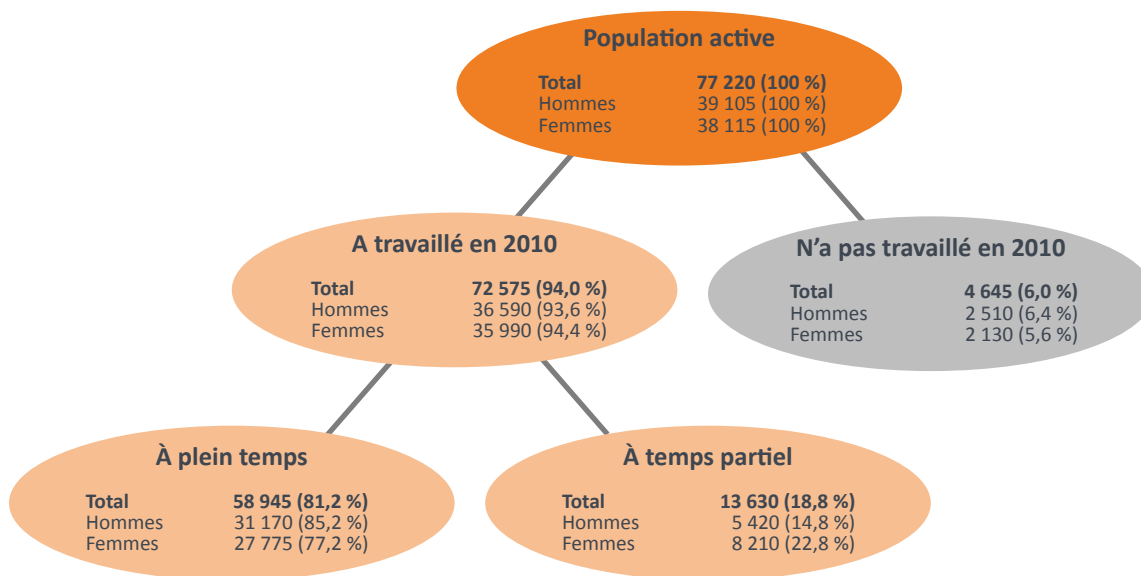 Population active
Total 77 220 (100 %)
Hommes 39 105 (100 %)
Femmes 38 115 (100 %)
A travaillé en 2010
Total 72 575 (94,0 %)
Hommes 36 590 (93,6 %)
Femmes 35 990 (94,4 %)
N'a pas travaillé en 2010
Total 4 645 (6,0 %)
Hommes 2 510 (6,4 %)
Femmes 2 130 (5,6 %)
À plein temps
Total 58 945 (81,2 %)
Hommes 31 170 (85,2 %)
Femmes 27 775 (77,2 %)
À temps partiel
Total 13 630 (18,8 %)
Hommes 5 420 (14,8 %)
Femmes 8 210 (22,8 %)